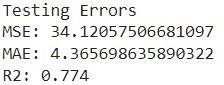 Testing Errors
MSE: 34.12057506681097
MAE: 4.365698635890322
R2: 0.774